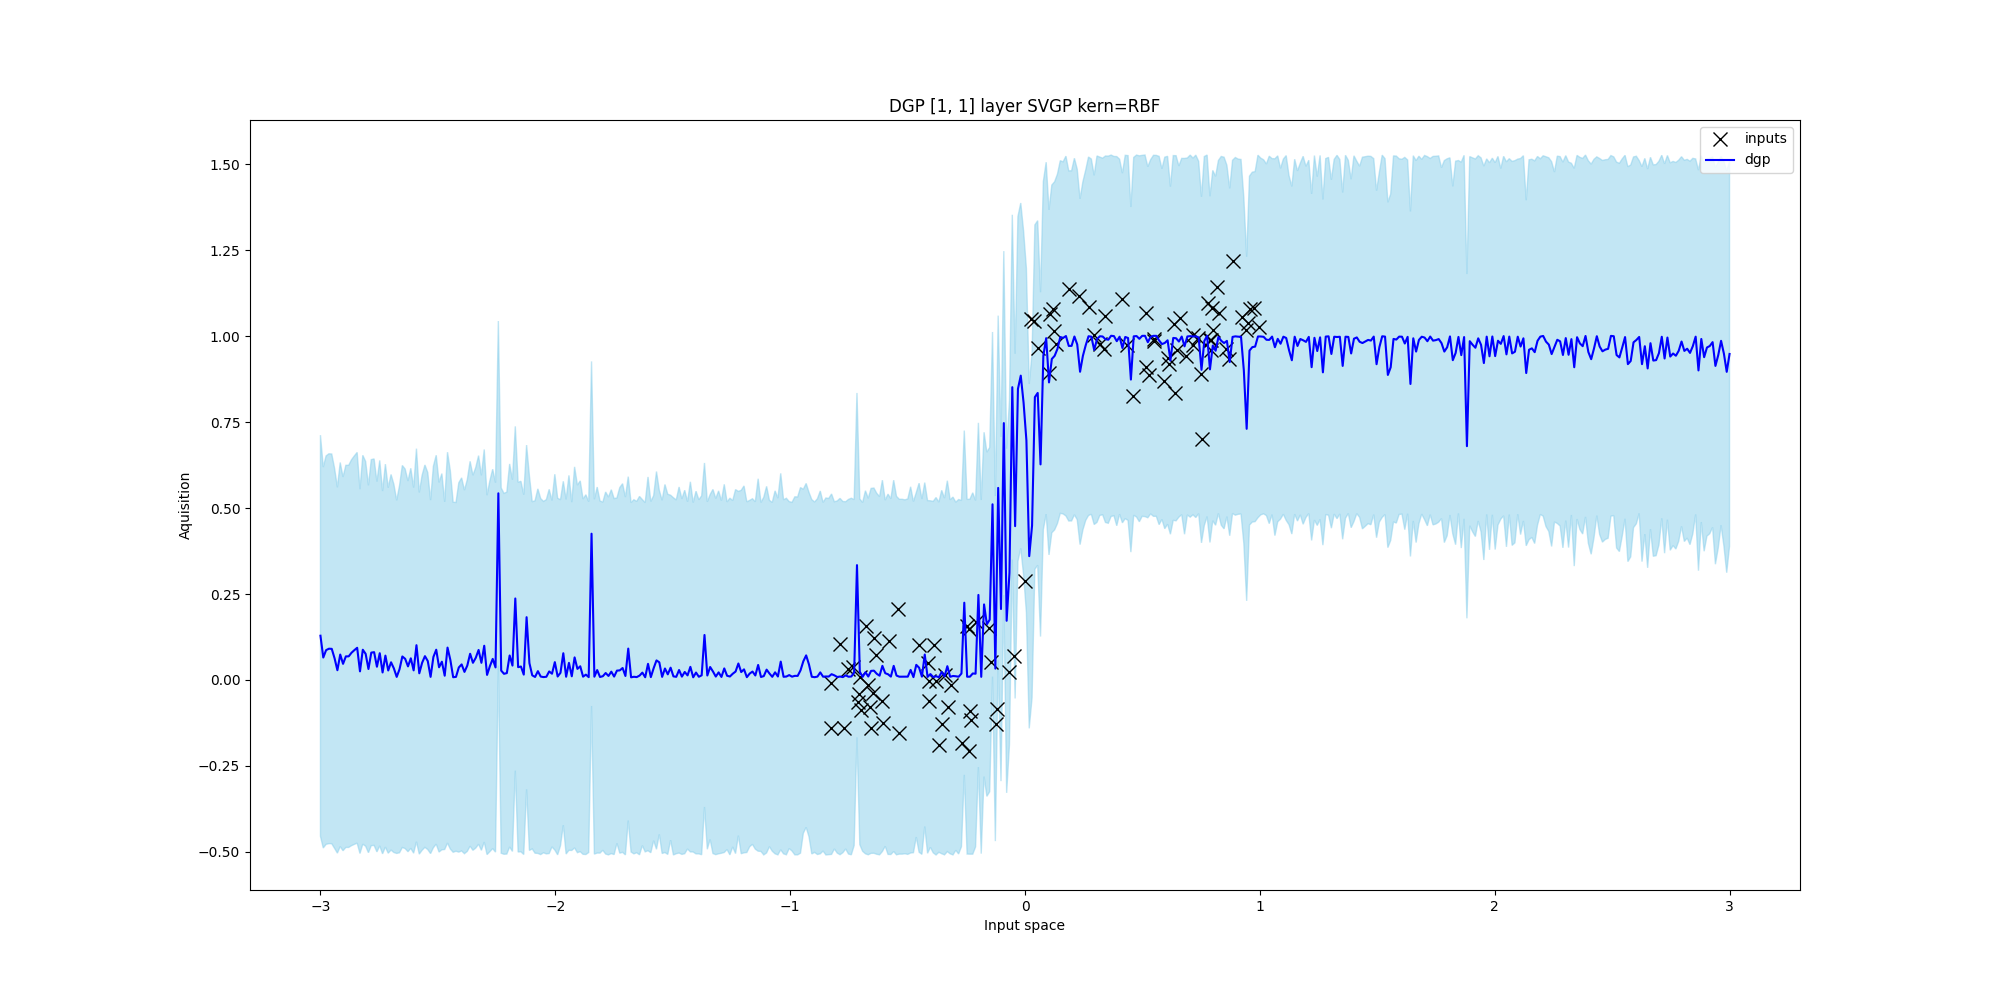 DGP [1, 1] layer SVGP kern=RBF
inputs
dgp
1.50
1.25
1.00
0.75
0.50
0.25
0.00
−0.25
−0.50
Aquisition
−3 −2 −1 0 1 2 3
Input space